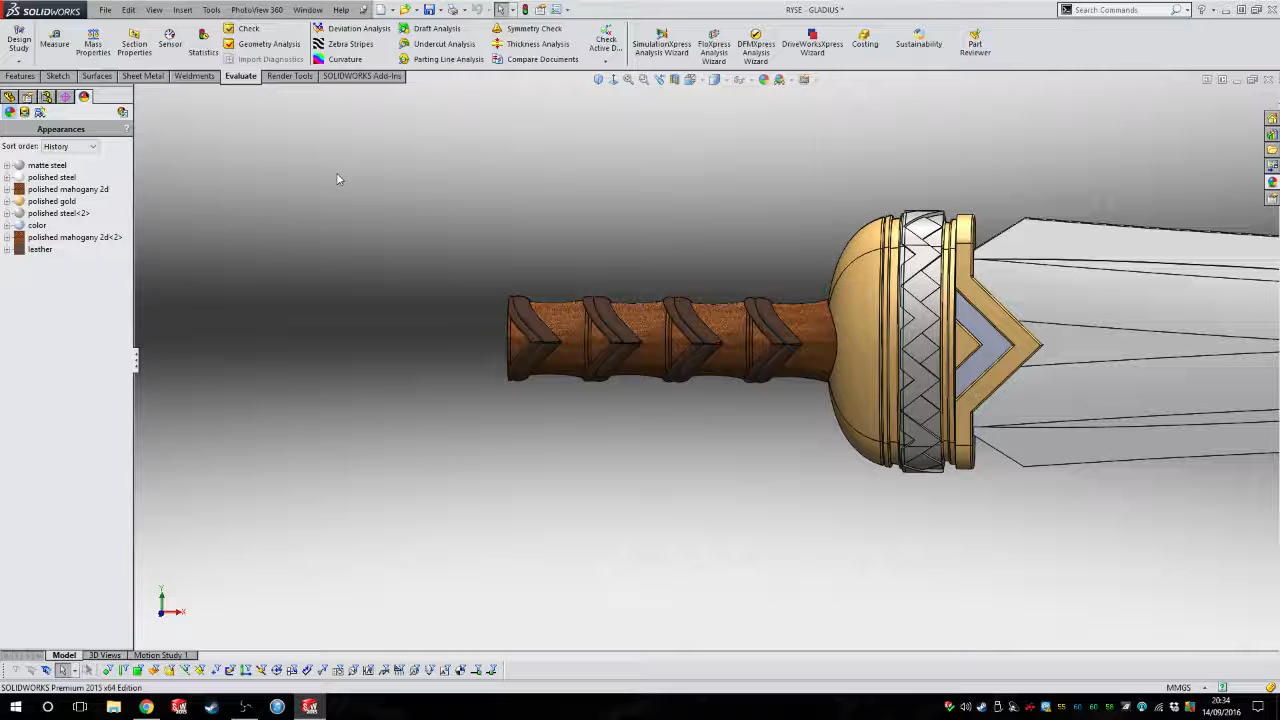 SOLIDWORKS
File Edit View Insert Tools PhotoView 360 Window Help
RYSE - GLADIUS *
Search Commands
Design Study
Measure
Mass Properties
Section Properties
Sensor
Statistics
Check
Geometry Analysis
Import Diagnostics
Deviation Analysis
Zebra Stripes
Curvature
Draft Analysis
Undercut Analysis
Parting Line Analysis
Symmetry Check
Thickness Analysis
Compare Documents
Check Active D...
SimulationXpress Analysis Wizard
FloXpress Analysis Wizard
DFMXpress Analysis Wizard
DriveWorksXpress Wizard
Costing
Sustainability
Part Reviewer
Features Sketch Surfaces Sheet Metal Weldments Evaluate Render Tools SOLIDWORKS Add-Ins
Appearances ?
Sort order: History
matte steel
polished steel
polished mahogany 2d
polished gold
polished steel<2>
color
polished mahogany 2d<2>
leather
Y
X
Model 3D Views Motion Study 1
SOLIDWORKS Premium 2015 x64 Edition
MMGS
55 60 60 58
20:34
14/09/2016